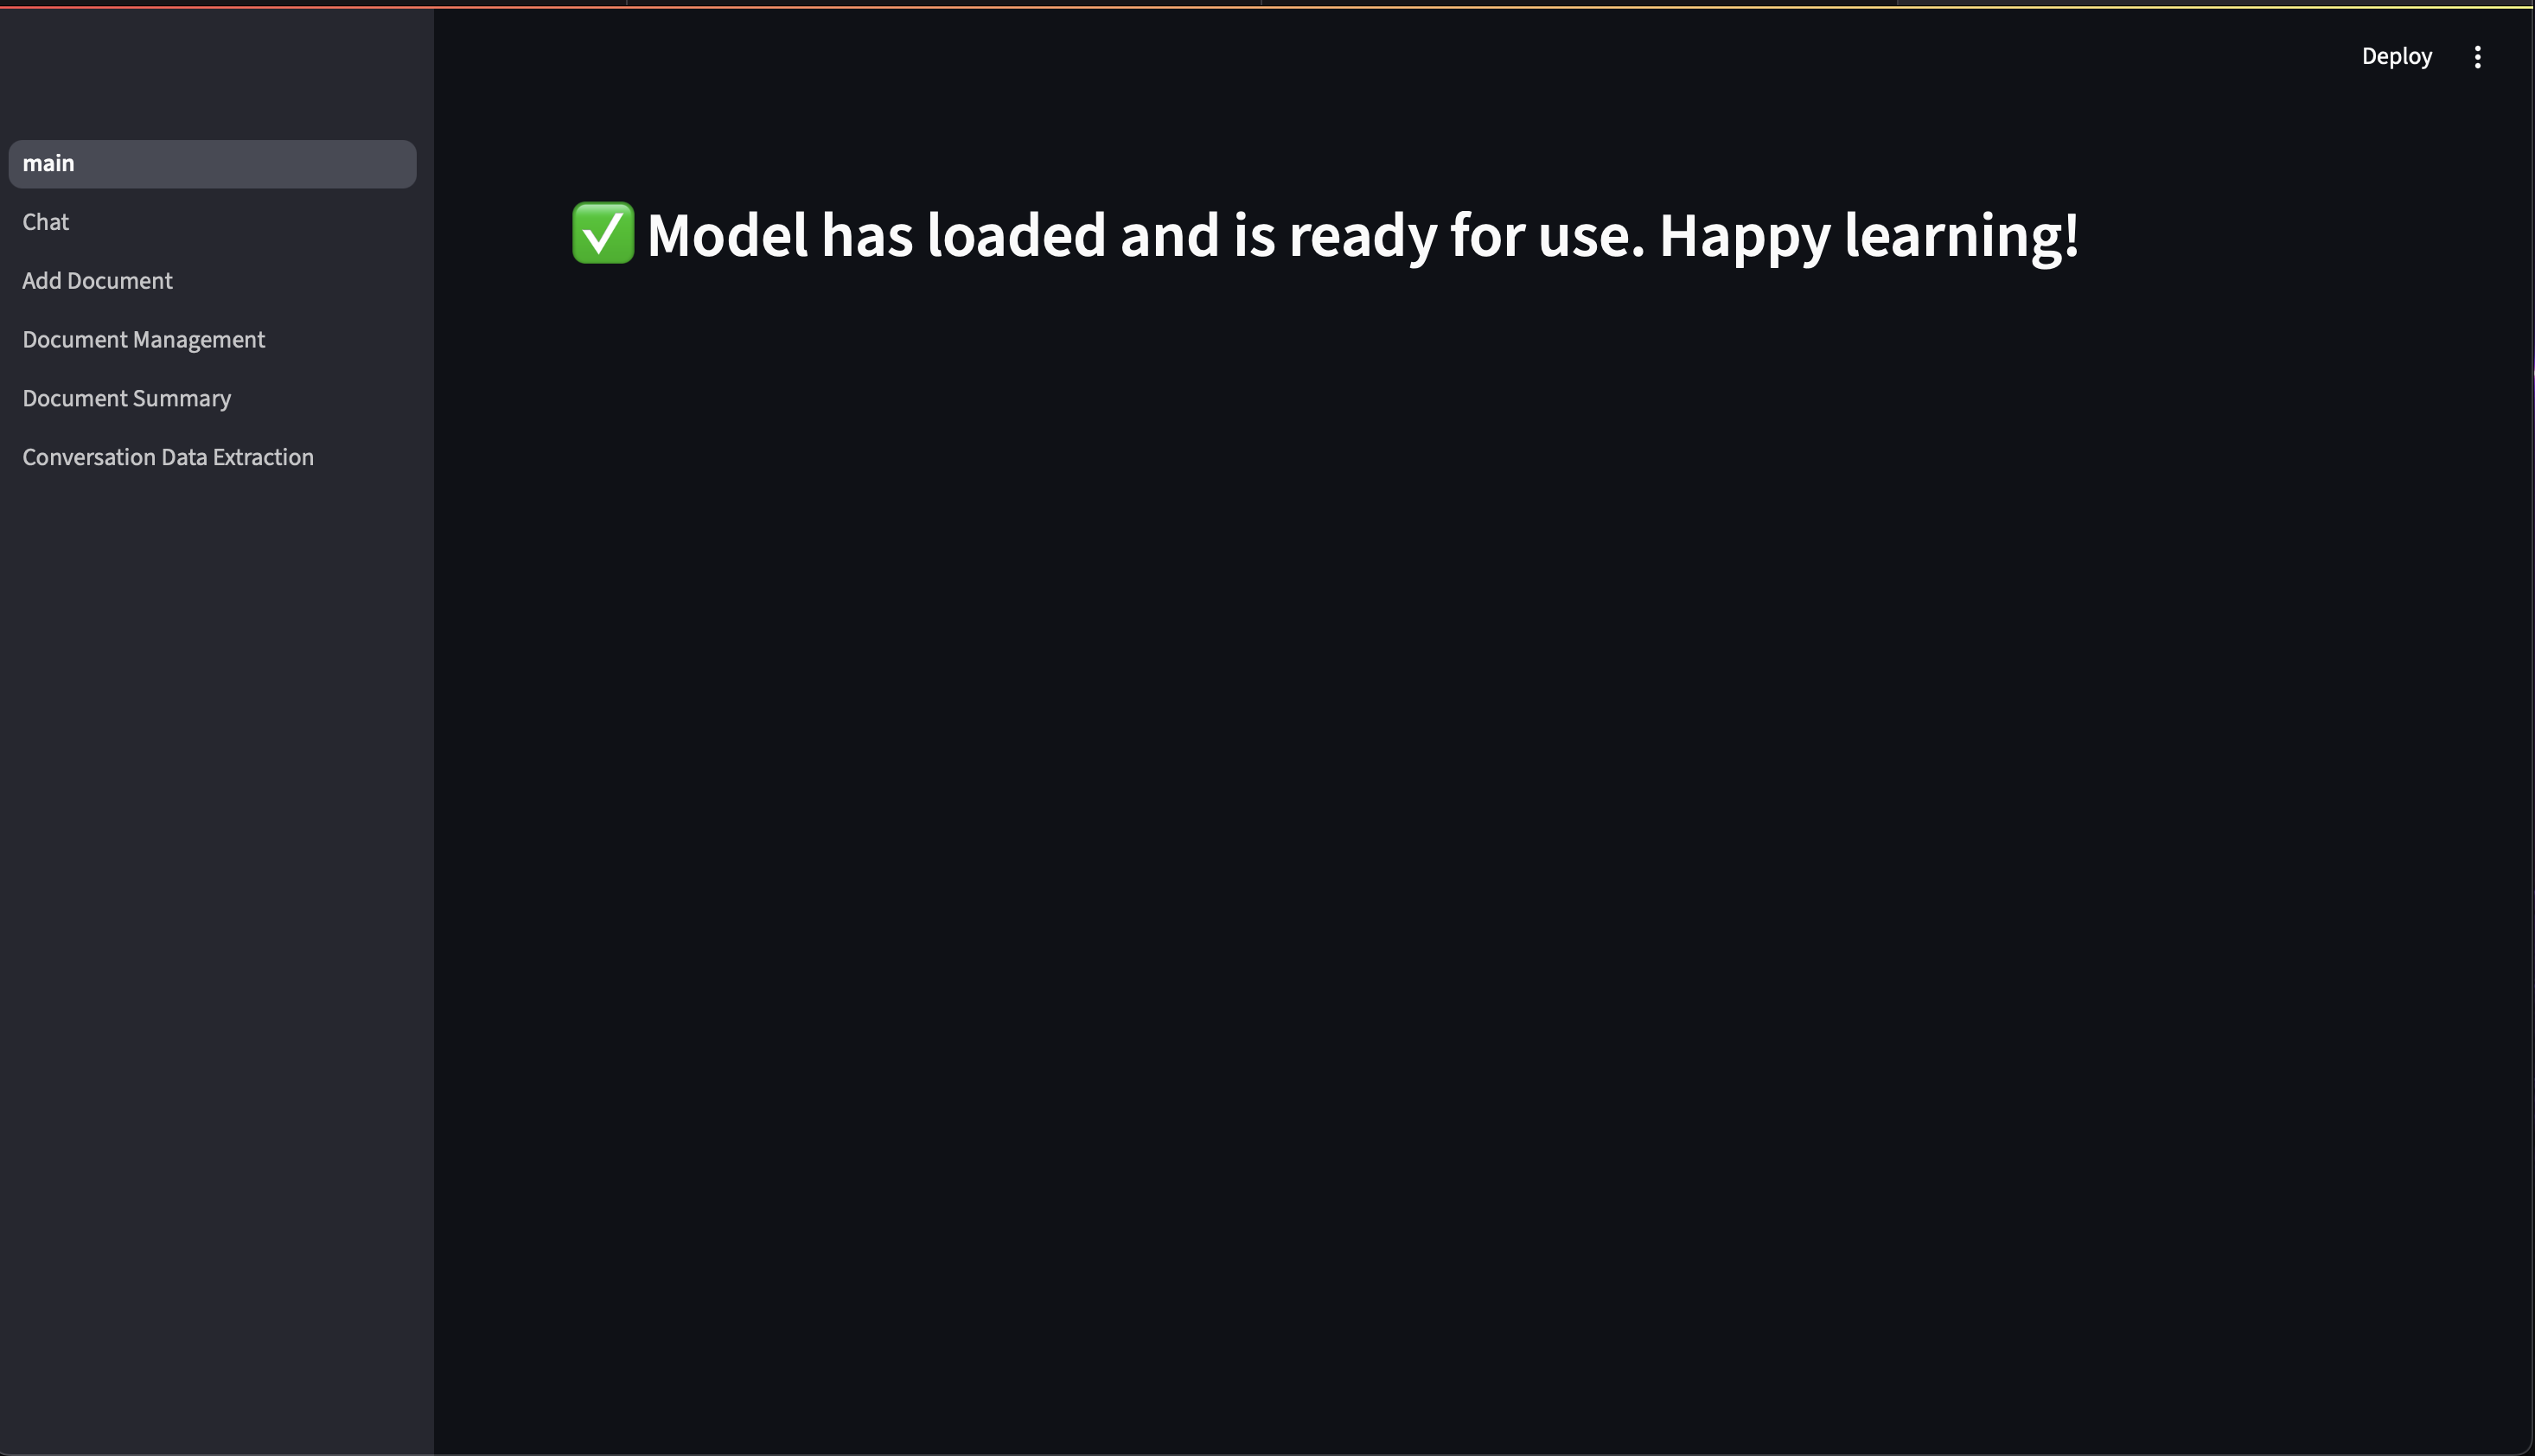 Deploy
main
Chat
Add Document
Document Management
Document Summary
Conversation Data Extraction
✅ Model has loaded and is ready for use. Happy learning!